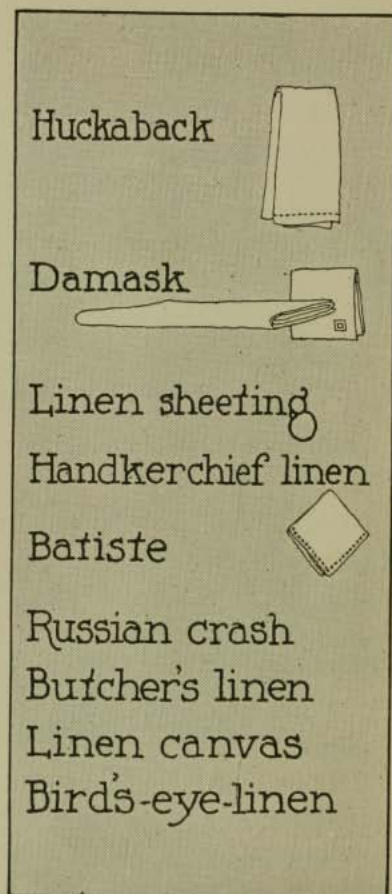 Huckaback
Damask
Linen sheeting
Handkerchief linen
Batiste
Russian crash
Butcher's linen
Linen canvas
Bird's-eye-linen